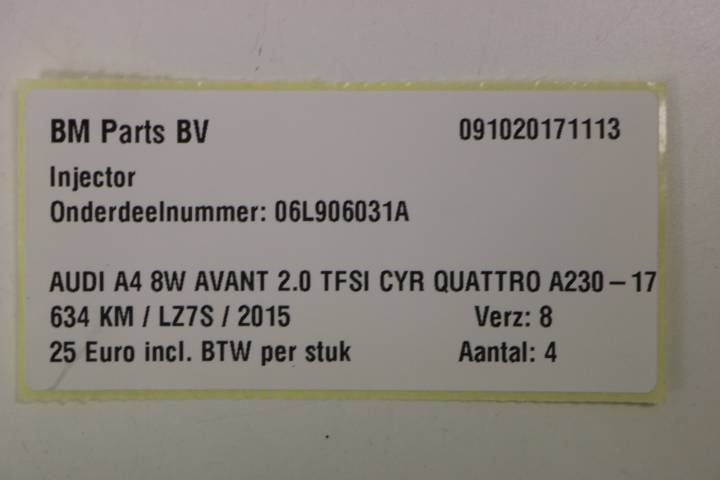 BM Parts BV 091020171113
Injector
Onderdeelnummer: 06L906031A
AUDI A4 8W AVANT 2.0 TFSI CYR QUATTRO A230 – 17
634 KM / LZ7S / 2015 Verz: 8
25 Euro incl. BTW per stuk Aantal: 4